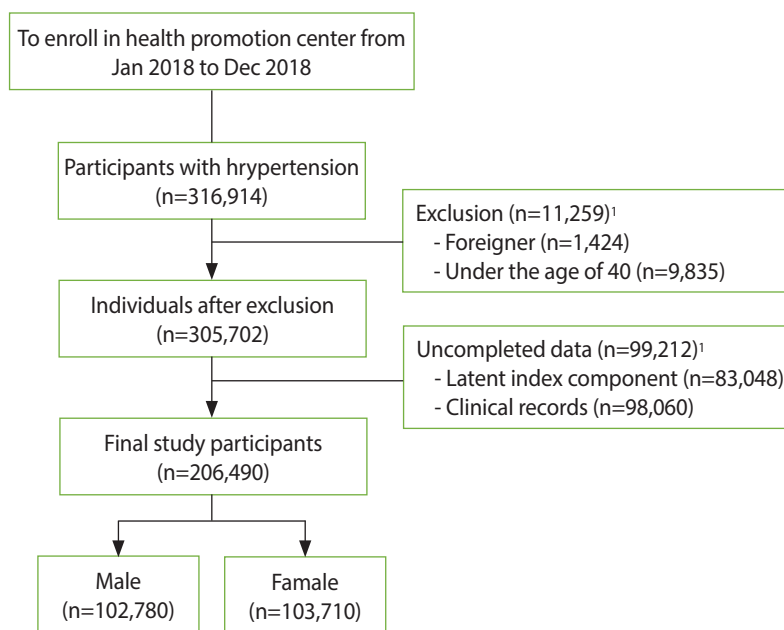 To enroll in health promotion center from
Jan 2018 to Dec 2018
Participants with hrypertension
(n=316,914)
Exclusion (n=11,259)¹
- Foreigner (n=1,424)
- Under the age of 40 (n=9,835)
Individuals after exclusion
(n=305,702)
Uncompleted data (n=99,212)¹
- Latent index component (n=83,048)
- Clinical records (n=98,060)
Final study participants
(n=206,490)
Male
(n=102,780)
Famale
(n=103,710)